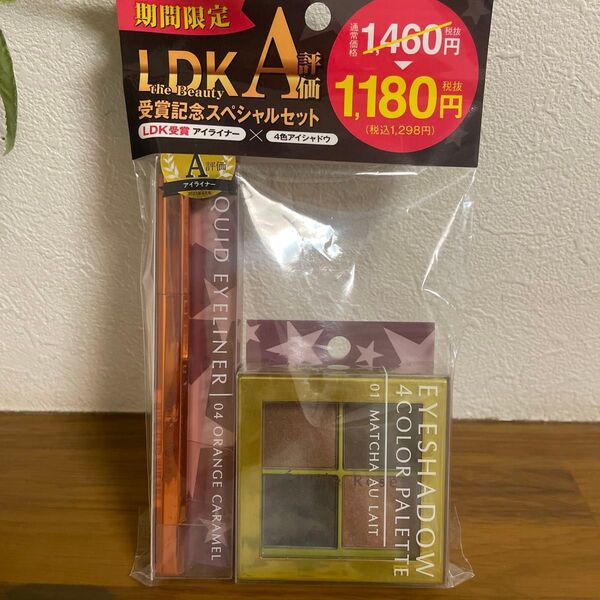 期間限定
LDK
the Beauty
A
評価
受賞記念スペシャルセット
LDK受賞 アイライナー × 4色アイシャドウ
通常価格
1,460円
税抜
1,180円
税抜
(税込1,298円)
A評価
アイライナー
QUID EYELINER
04 ORANGE CARAMEL
EYESHADOW
4COLOR PALETTE
01 MATCHA AU LAIT